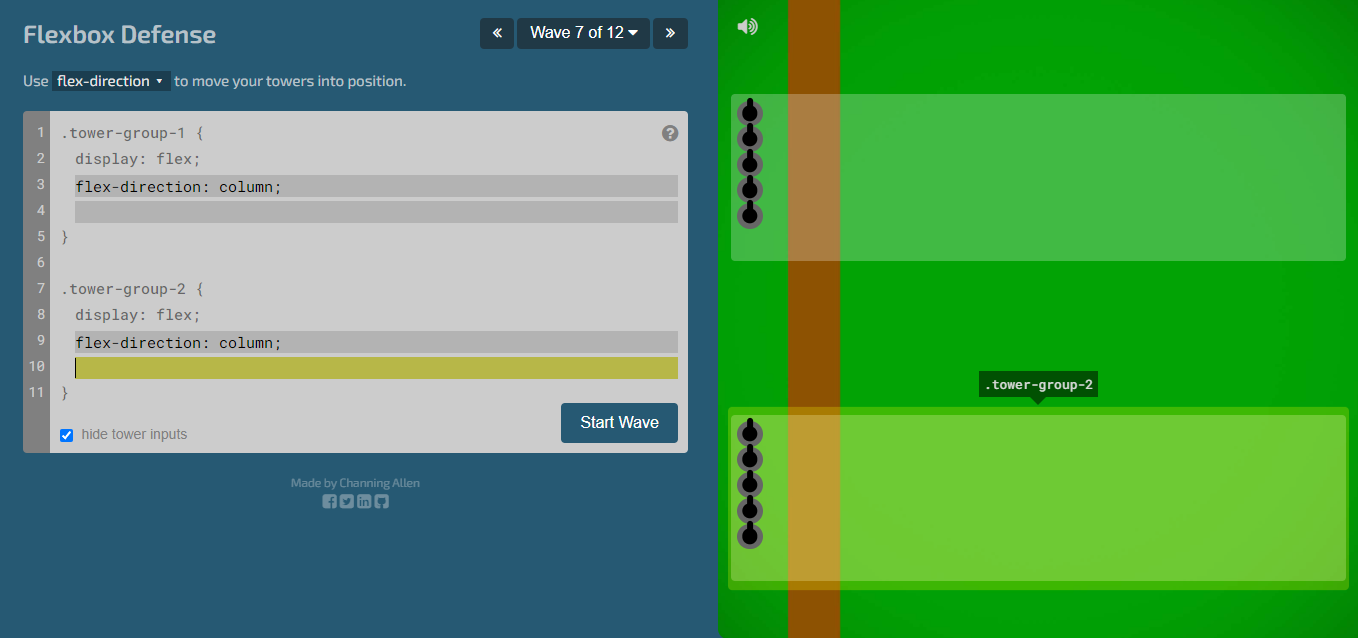 Flexbox Defense
« Wave 7 of 12 »
Use flex-direction to move your towers into position.
1 .tower-group-1 {
2 display: flex;
3 flex-direction: column;
4
5 }
6
7 .tower-group-2 {
8 display: flex;
9 flex-direction: column;
10
11 }
?
hide tower inputs
Start Wave
Made by Channing Allen
.tower-group-2